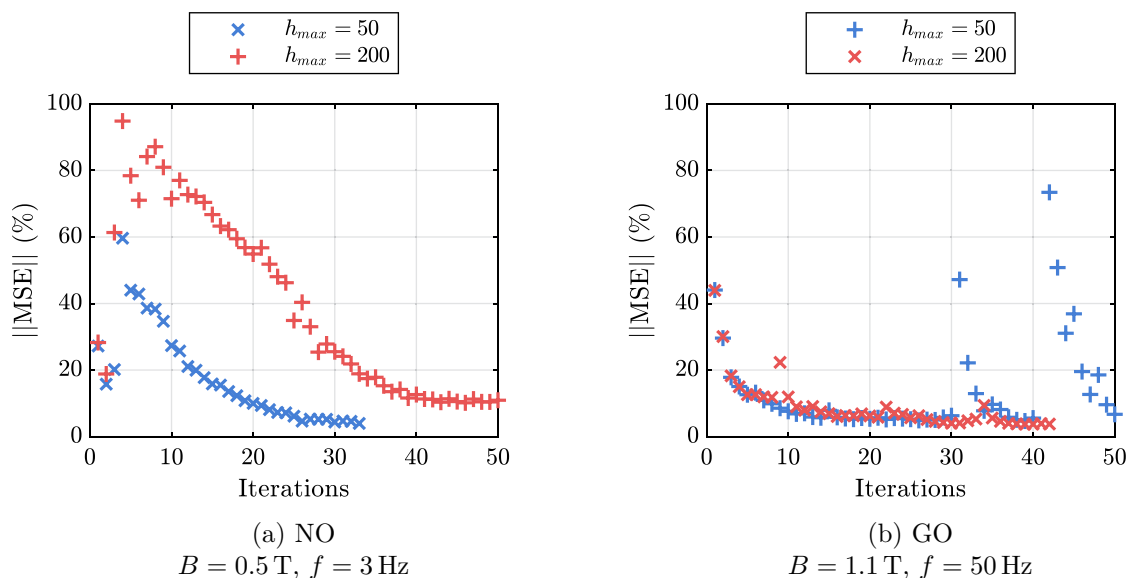 h_max = 50
h_max = 200
100
80
60
40
20
0
||MSE|| (%)
0 10 20 30 40 50
Iterations
(a) NO
B = 0.5 T, f = 3 Hz
h_max = 50
h_max = 200
100
80
60
40
20
0
||MSE|| (%)
0 10 20 30 40 50
Iterations
(b) GO
B = 1.1 T, f = 50 Hz